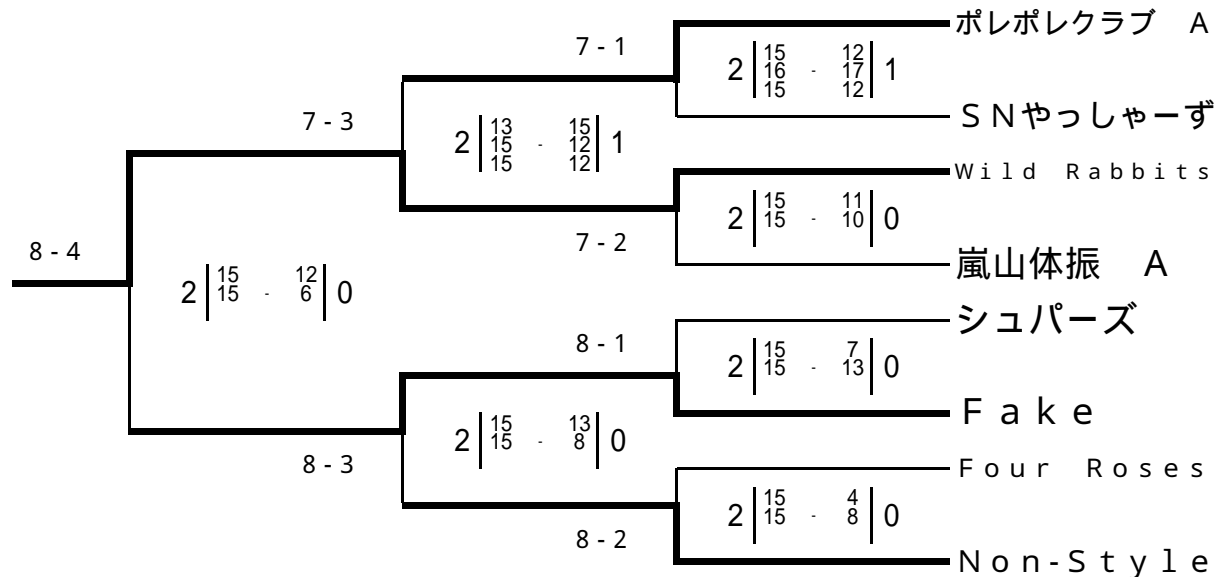 ポレポレクラブ　A
7-1
2 15 - 12 1
16 17
15 12
SNやっしゃーず
7-3
2 13 - 15 1
15 12
15 12
Wild Rabbits
2 15 - 11 0
15 10
7-2
嵐山体振　A
8-4
2 15 - 12 0
15 6
シュパーズ
8-1
2 15 - 7 0
15 13
Fake
2 15 - 13 0
15 8
8-3
Four Roses
2 15 - 4 0
15 8
8-2
Non-Style